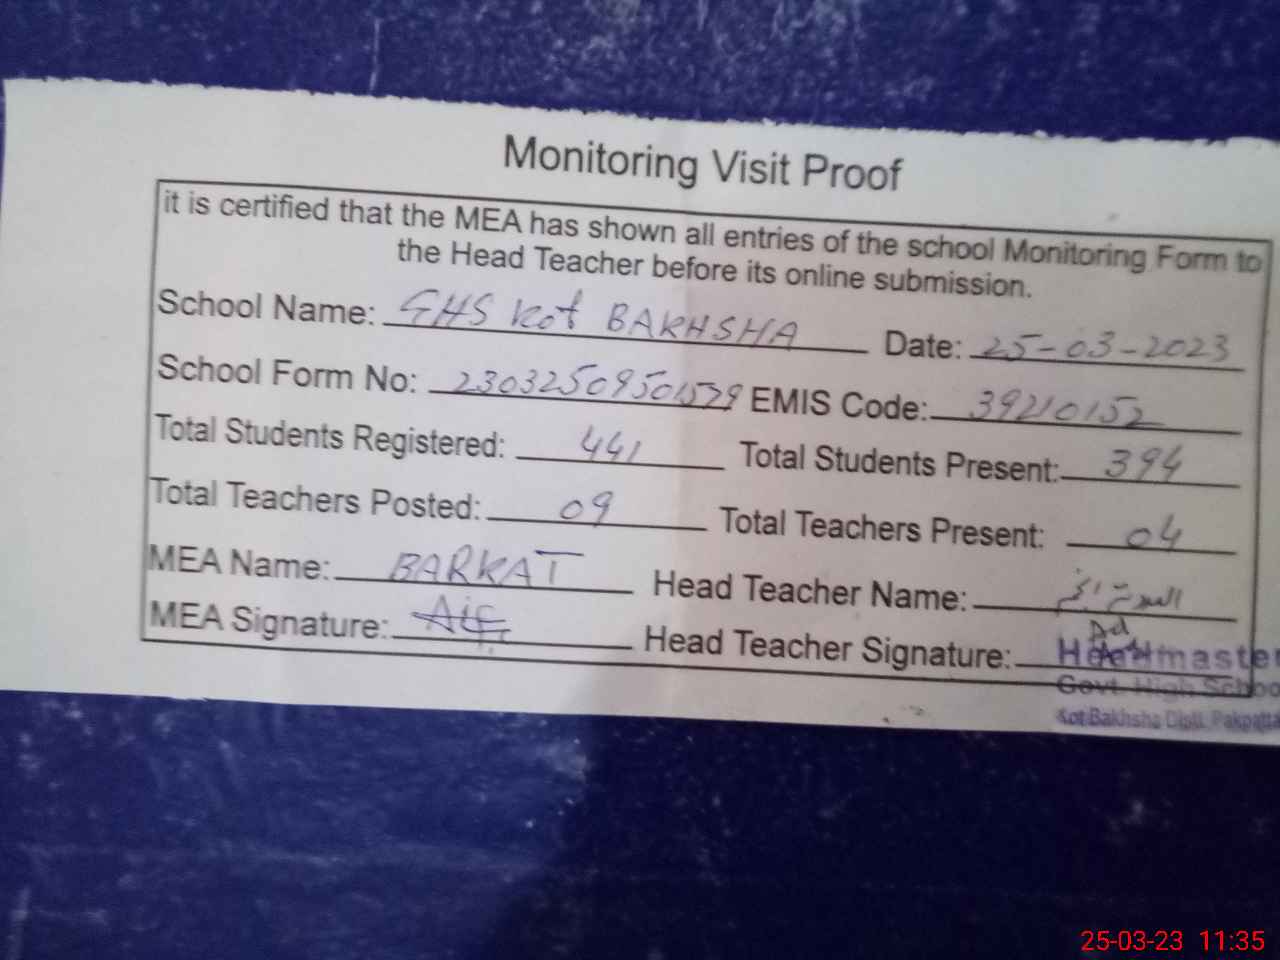 Monitoring Visit Proof
it is certified that the MEA has shown all entries of the school Monitoring Form to
the Head Teacher before its online submission.
School Name: GHS Kot BAKHSHA Date: 25-03-2023
School Form No: 23032509501529 EMIS Code: 39210152
Total Students Registered: 441 Total Students Present: 394
Total Teachers Posted: 09 Total Teachers Present: 04
MEA Name: BARKAT Head Teacher Name:
MEA Signature: Head Teacher Signature: Headmaster
Govt. High Schoo
Kot Bakhsha Distt. Pakpatta
25-03-23 11:35